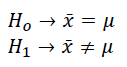 H₀ → x̄ = μ
H₁ → x̄ ≠ μ